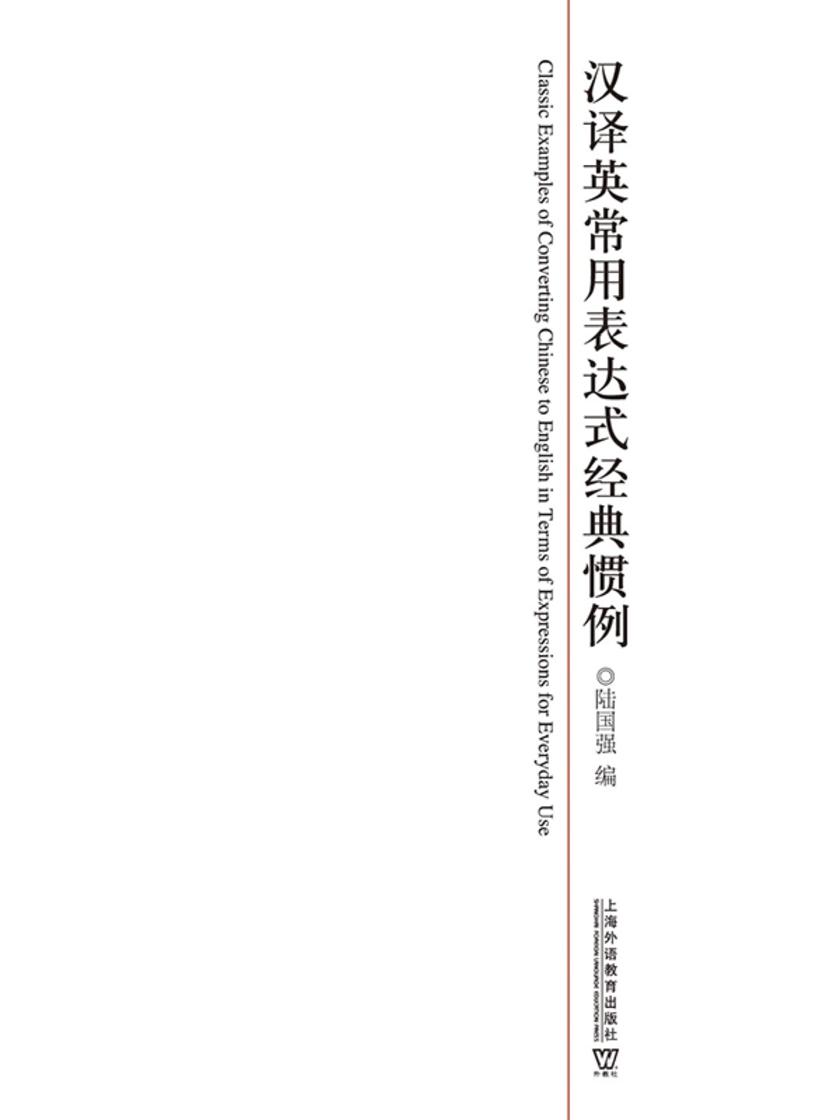 汉译英常用表达式经典惯例
◎陆国强 编
Classic Examples of Converting Chinese to English in Terms of Expressions for Everyday Use
上海外语教育出版社
SHANGHAI FOREIGN LANGUAGE EDUCATION PRESS
W
外教社